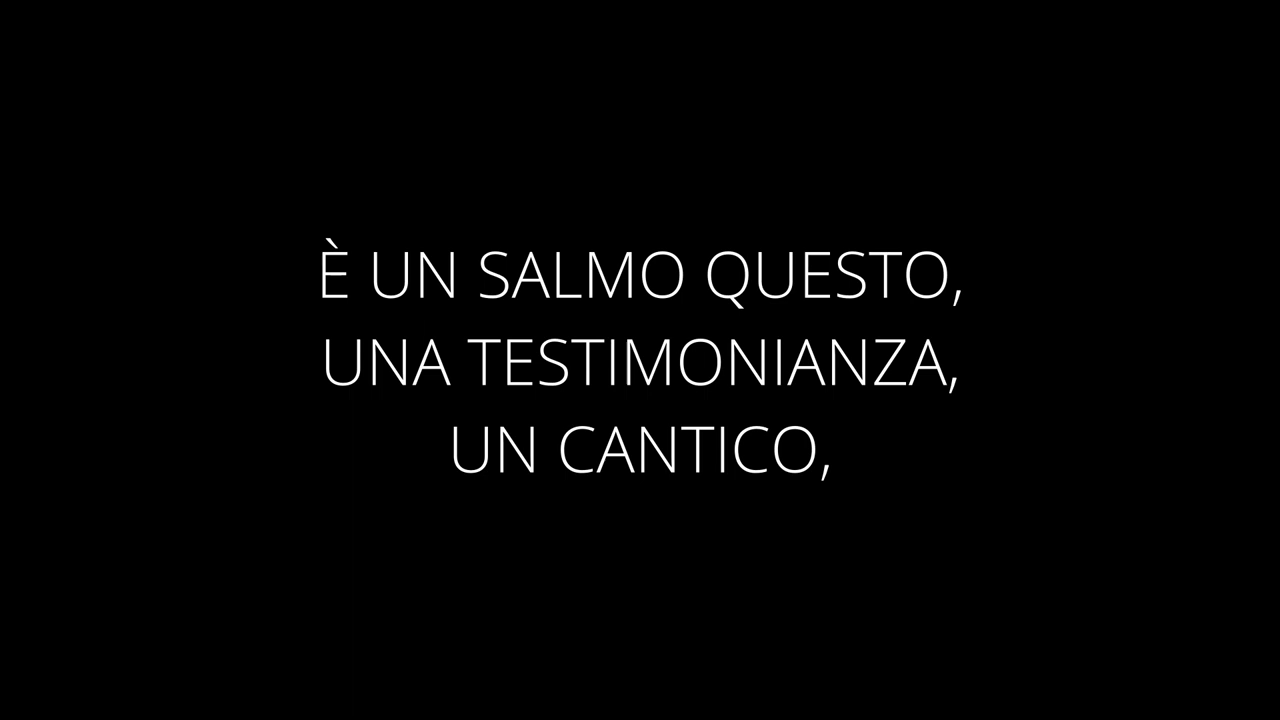 È UN SALMO QUESTO,
UNA TESTIMONIANZA,
UN CANTICO,